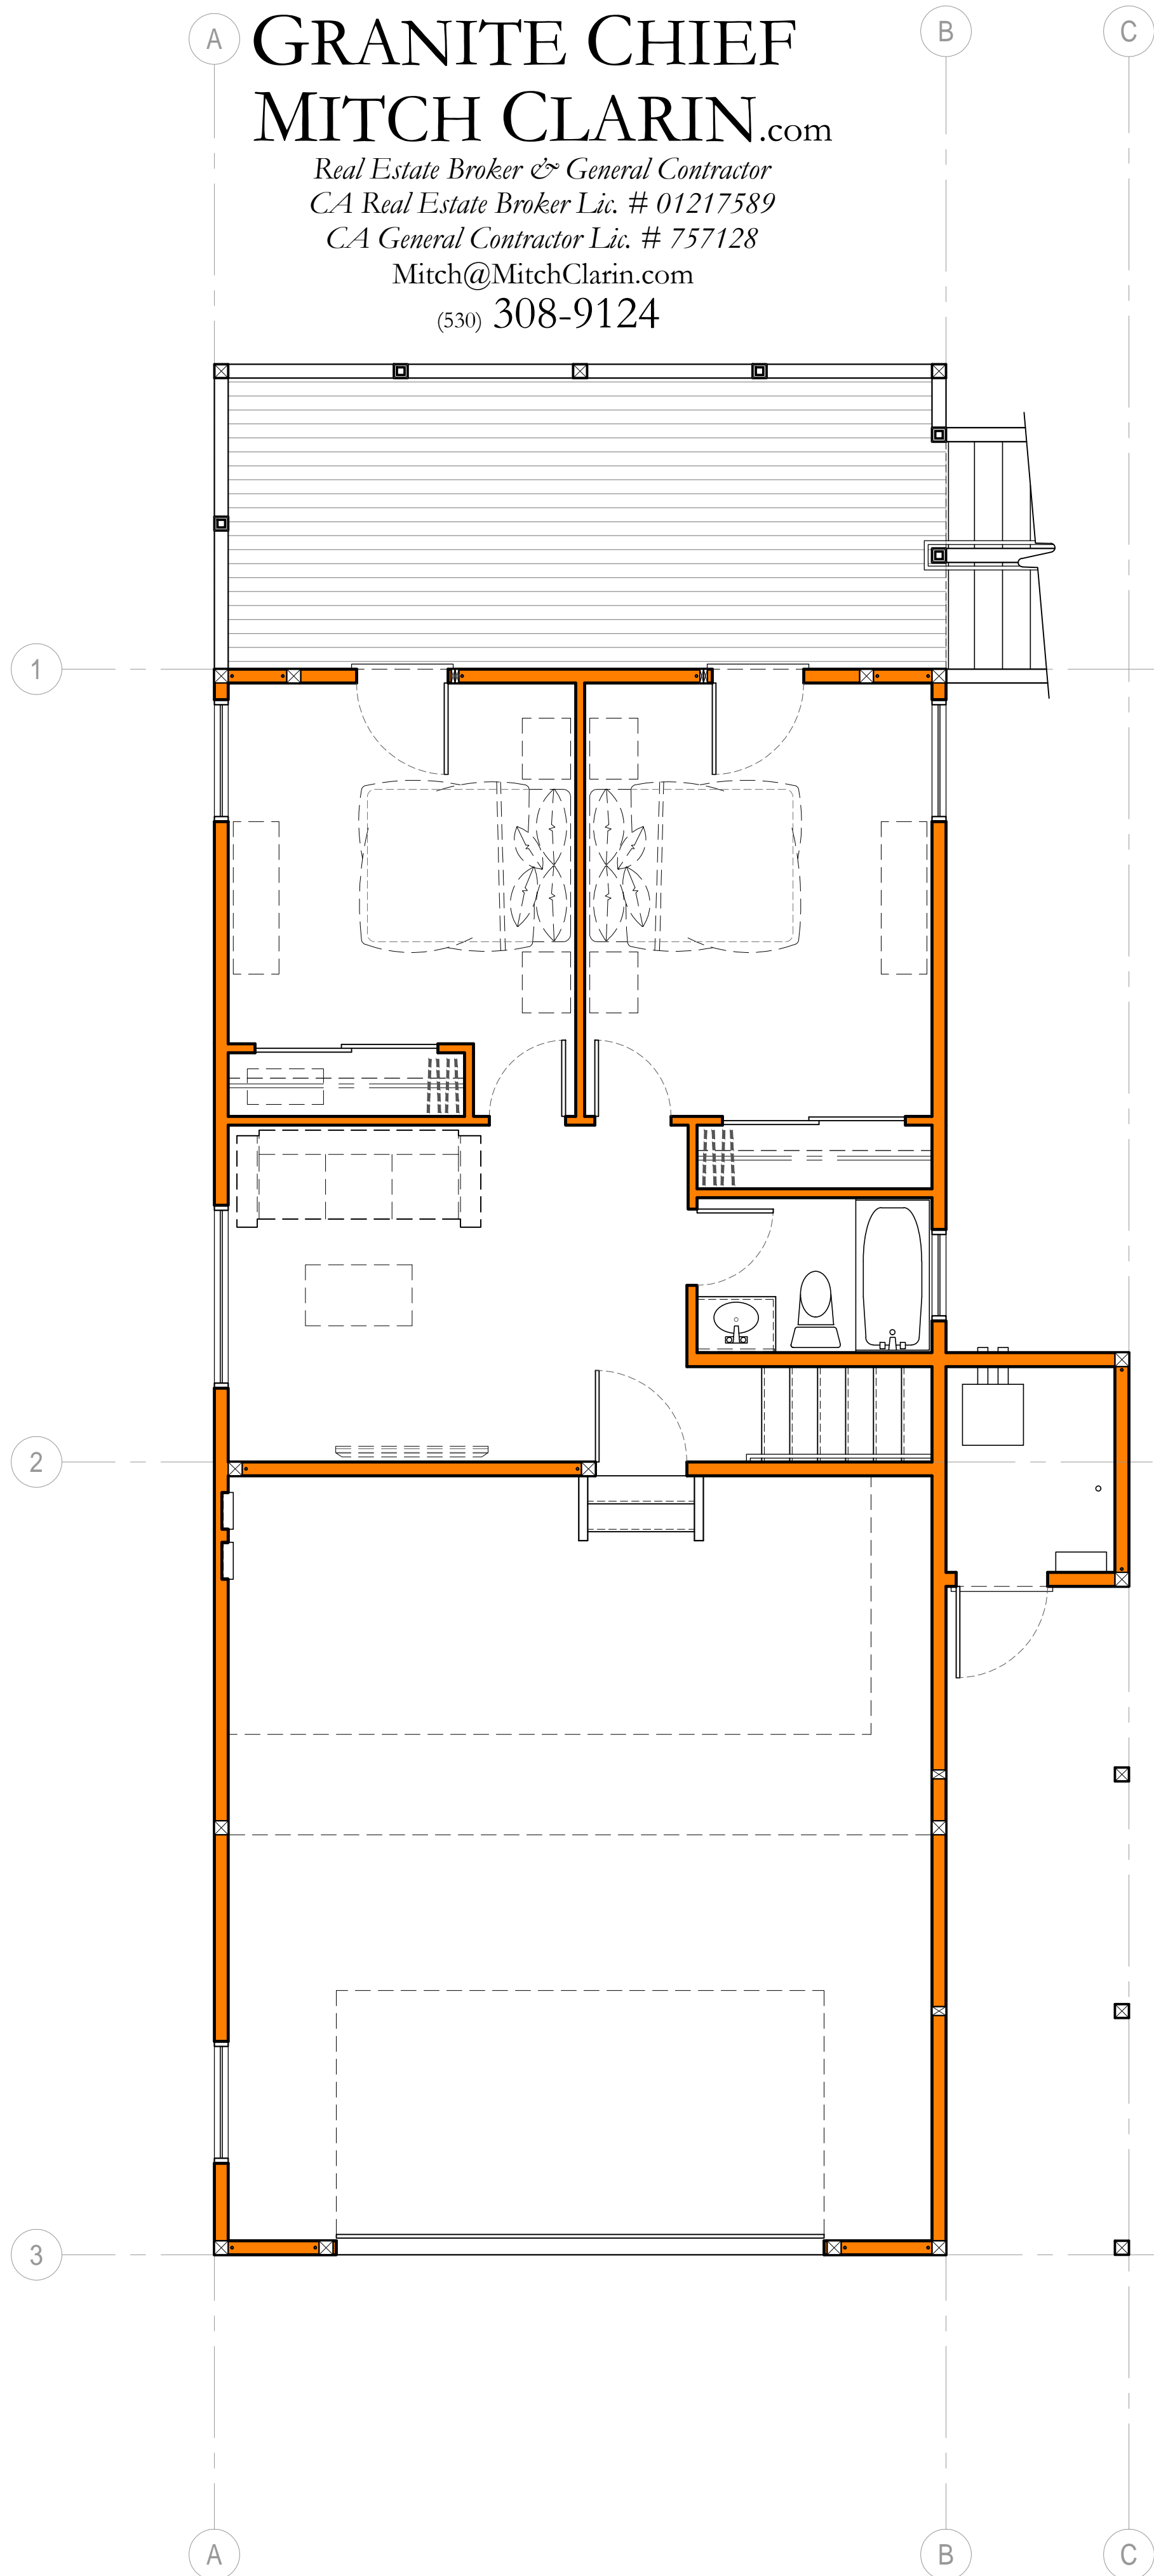 A
B
C
GRANITE CHIEF
MITCH CLARIN.com
Real Estate Broker & General Contractor
CA Real Estate Broker Lic. # 01217589
CA General Contractor Lic. # 757128
Mitch@MitchClarin.com
(530) 308-9124
1
2
3
A
B
C